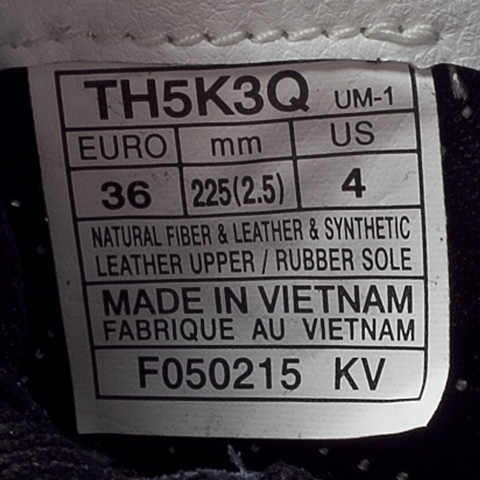 TH5K3Q UM-1
EURO mm US
36 225(2.5) 4
NATURAL FIBER & LEATHER & SYNTHETIC
LEATHER UPPER / RUBBER SOLE
MADE IN VIETNAM
FABRIQUE AU VIETNAM
F050215 KV